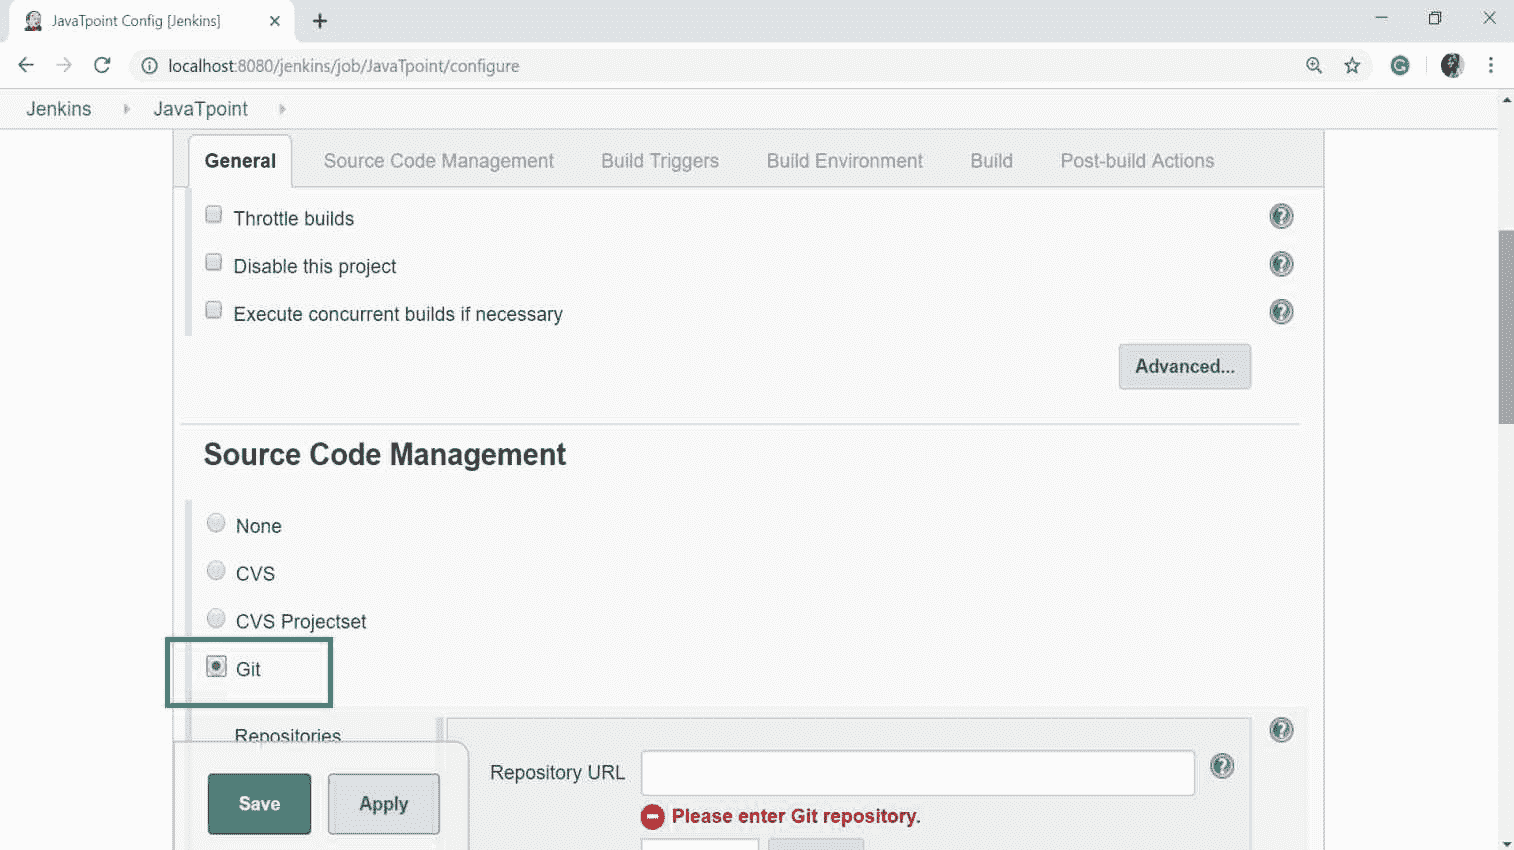 JavaTpoint Config [Jenkins]
localhost:8080/jenkins/job/JavaTpoint/configure
Jenkins JavaTpoint
General Source Code Management Build Triggers Build Environment Build Post-build Actions
Throttle builds
Disable this project
Execute concurrent builds if necessary
Advanced...
Source Code Management
None
CVS
CVS Projectset
Git
Repositories
Repository URL
Save Apply
Please enter Git repository.